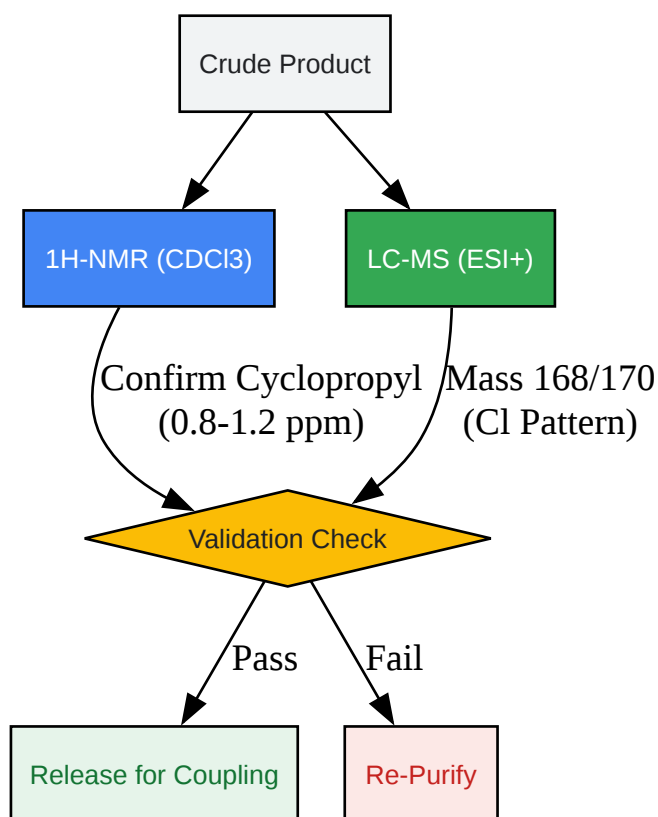 Crude Product
1H-NMR (CDCl3)
LC-MS (ESI+)
Confirm Cyclopropyl
(0.8-1.2 ppm)
Mass 168/170
(Cl Pattern)
Validation Check
Pass
Fail
Release for Coupling
Re-Purify